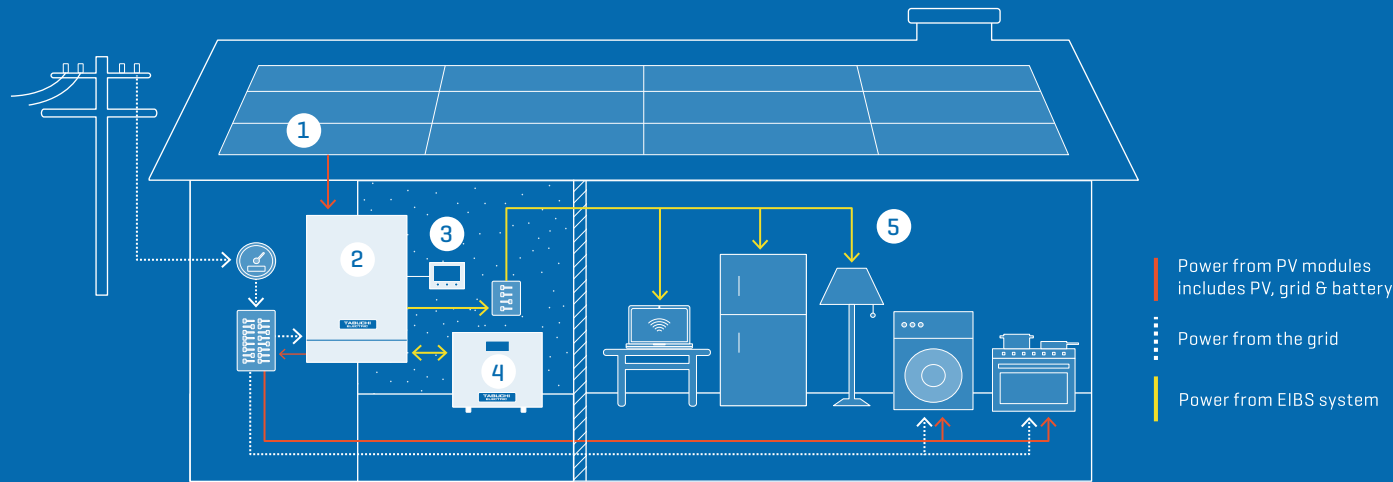 1
2
3
4
5
TABUCHI
ELECTRIC
TABUCHI
ELECTRIC
Power from PV modules
includes PV, grid & battery
Power from the grid
Power from EIBS system